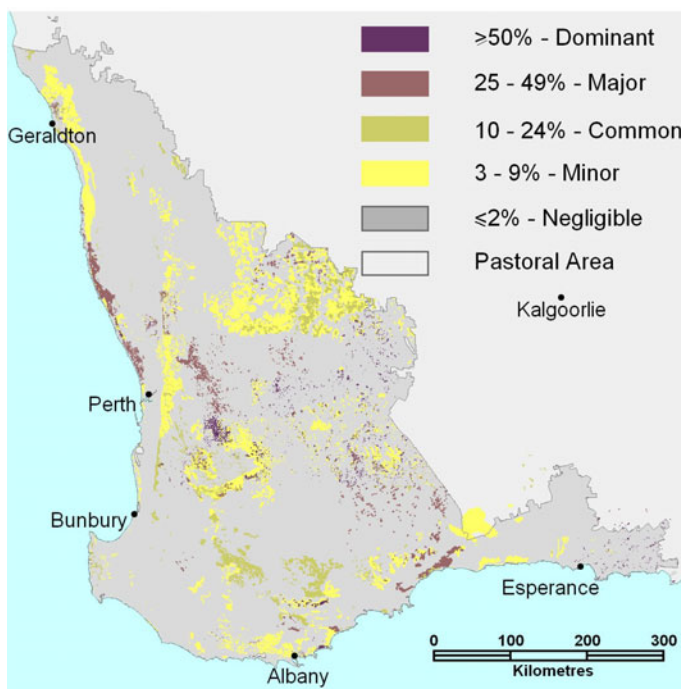 ≥50% - Dominant
25 - 49% - Major
10 - 24% - Common
3 - 9% - Minor
≤2% - Negligible
Pastoral Area
Geraldton
Kalgoorlie
Perth
Bunbury
Esperance
Albany
0 100 200 300
Kilometres